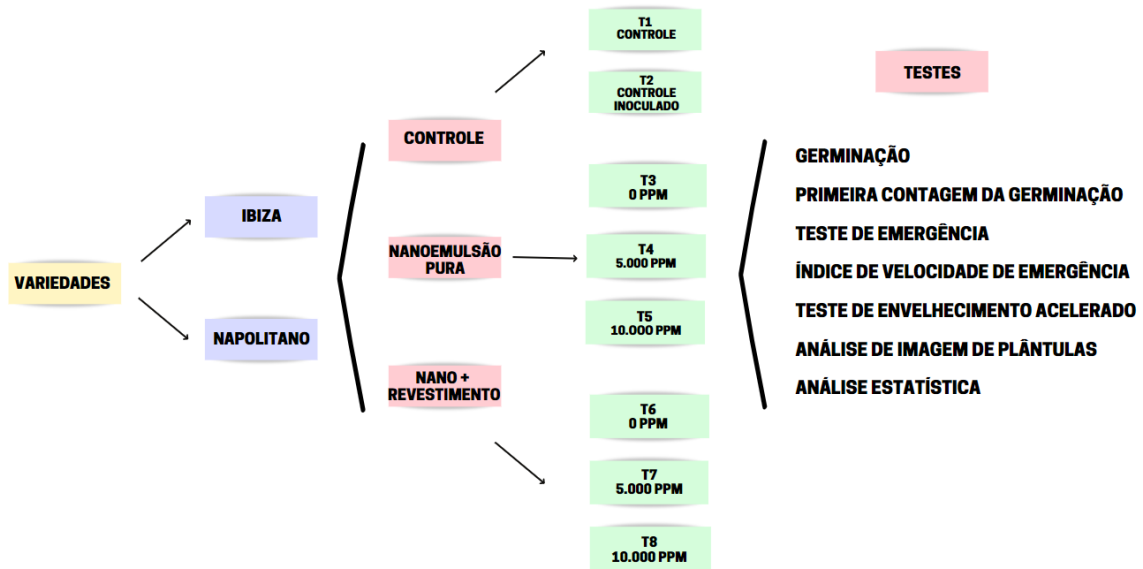 VARIEDADES
IBIZA
NAPOLITANO
CONTROLE
NANOEMULSÃO
PURA
NANO +
REVESTIMENTO
T1
CONTROLE
T2
CONTROLE
INOCULADO
T3
0 PPM
T4
5.000 PPM
T5
10.000 PPM
T6
0 PPM
T7
5.000 PPM
T8
10.000 PPM
TESTES
GERMINAÇÃO
PRIMEIRA CONTAGEM DA GERMINAÇÃO
TESTE DE EMERGÊNCIA
ÍNDICE DE VELOCIDADE DE EMERGÊNCIA
TESTE DE ENVELHECIMENTO ACELERADO
ANÁLISE DE IMAGEM DE PLÂNTULAS
ANÁLISE ESTATÍSTICA